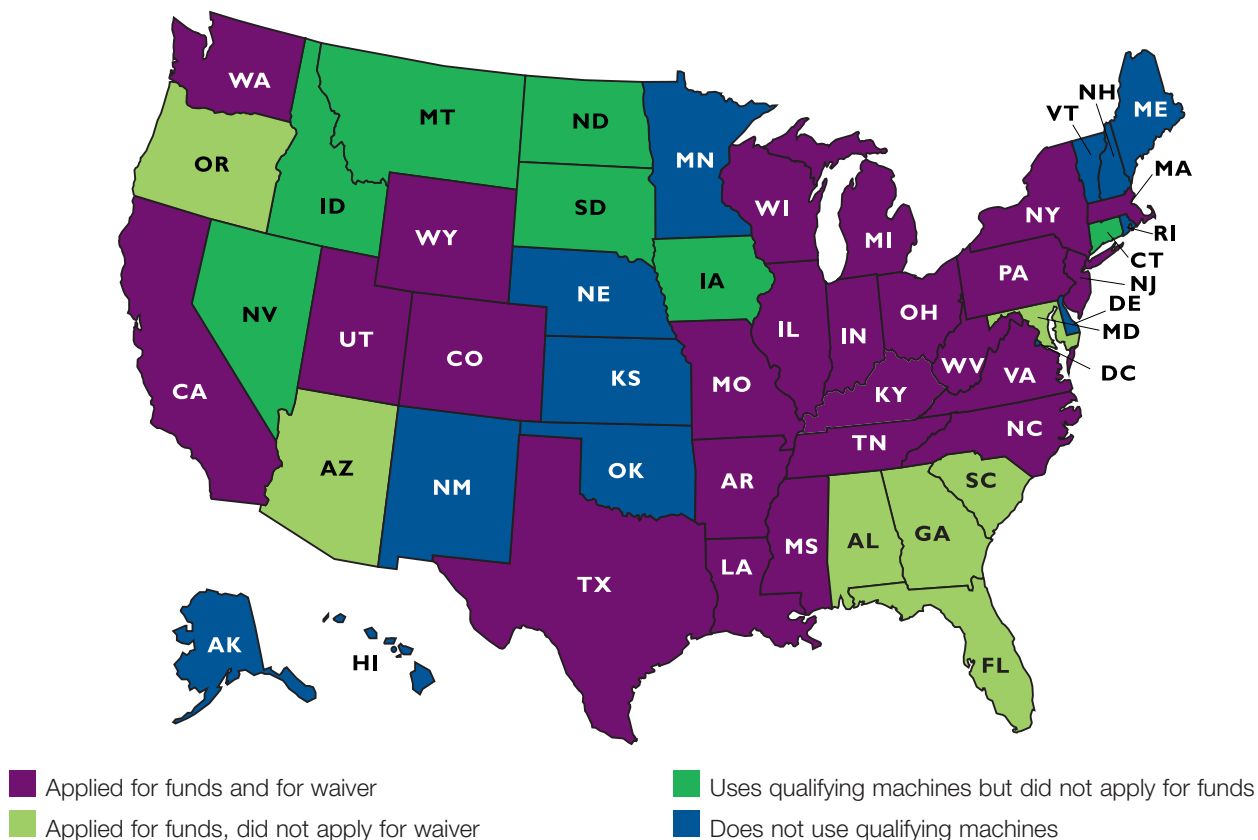 WA
MT
ND
MN
OR
ID
SD
WY
WI
MI
NY
VT
NH
ME
MA
RI
CT
NJ
DE
MD
DC
PA
IA
NE
NV
UT
CO
CA
IL
IN
OH
WV
VA
KS
MO
KY
NC
TN
AZ
NM
OK
AR
SC
MS
AL
GA
LA
TX
AK
HI
FL
Applied for funds and for waiver
Applied for funds, did not apply for waiver
Uses qualifying machines but did not apply for funds
Does not use qualifying machines